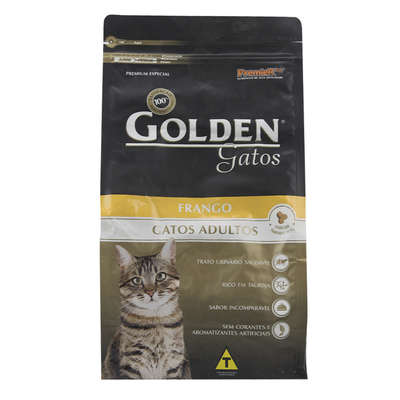 PREMIUM ESPECIAL
PremieR
100%
GOLDEN
Gatos
FRANGO
GATOS ADULTOS
TRATO URINÁRIO SAUDÁVEL
RICO EM TAURINA
SABOR INCOMPARÁVEL
SEM CORANTES E
AROMATIZANTES ARTIFICIAIS
T